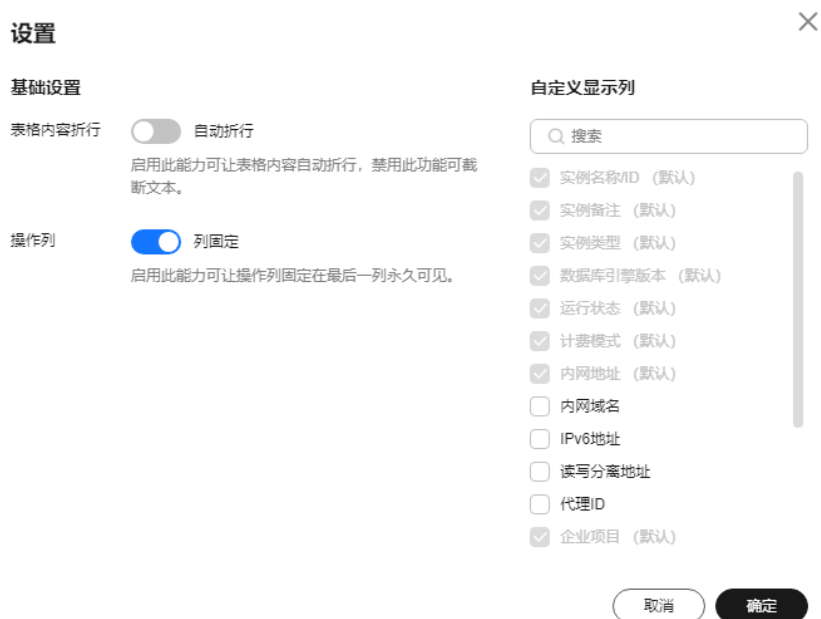 设置
基础设置
表格内容折行
自动折行
启用此能力可让表格内容自动折行，禁用此功能可截
断文本。
操作列
列固定
启用此能力可让操作列固定在最后一列永久可见。
自定义显示列
搜索
实例名称/ID （默认）
实例备注 （默认）
实例类型 （默认）
数据库引擎版本 （默认）
运行状态 （默认）
计费模式 （默认）
内网地址 （默认）
内网域名
IPv6地址
读写分离地址
代理ID
企业项目 （默认）
取消
确定